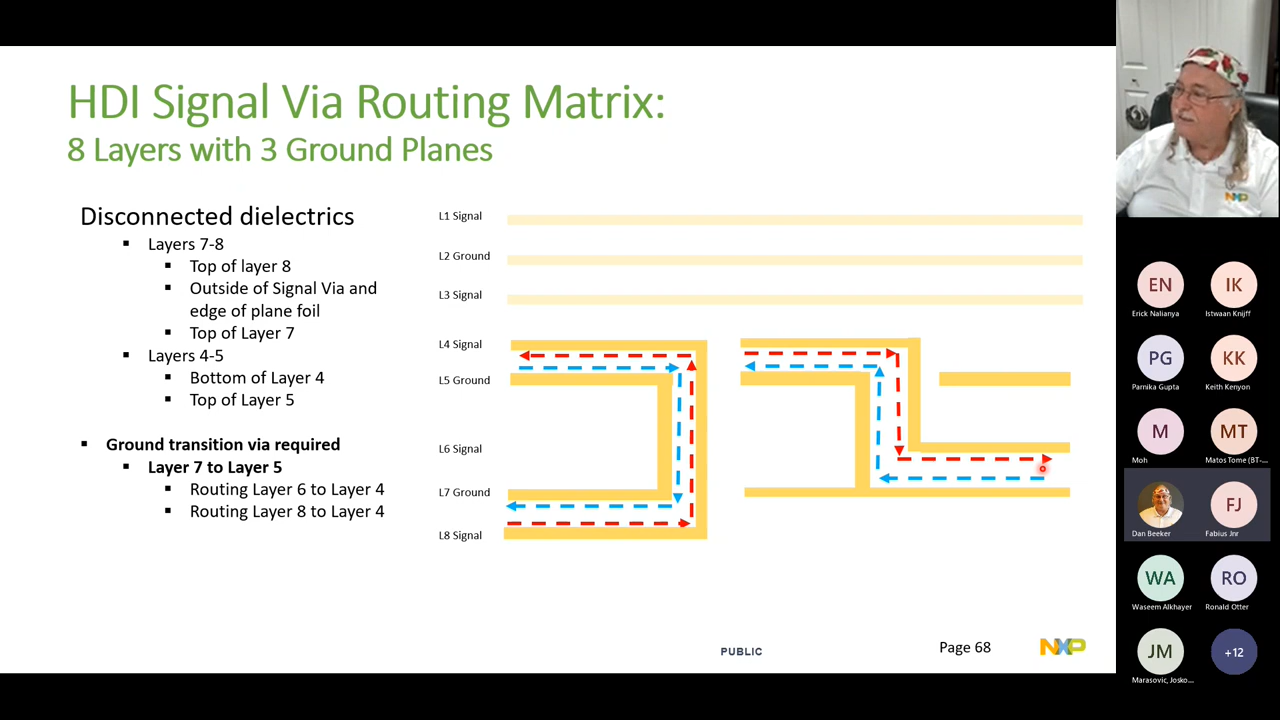 HDI Signal Via Routing Matrix:
8 Layers with 3 Ground Planes
Disconnected dielectrics
Layers 7-8
Top of layer 8
Outside of Signal Via and
edge of plane foil
Top of Layer 7
Layers 4-5
Bottom of Layer 4
Top of Layer 5
Ground transition via required
Layer 7 to Layer 5
Routing Layer 6 to Layer 4
Routing Layer 8 to Layer 4
L1 Signal
L2 Ground
L3 Signal
L4 Signal
L5 Ground
L6 Signal
L7 Ground
L8 Signal
PUBLIC
Page 68
NXP
NXP
EN
IK
Erick Nalianya
Istwaan Knijff
PG
KK
Parnika Gupta
Keith Kenyon
M
MT
Moh
Matos Tome (BT-...
FJ
Dan Beeker
Fabius Jnr
WA
RO
Waseem Alkhayer
Ronald Otter
JM
+12
Marasovic, Josko...